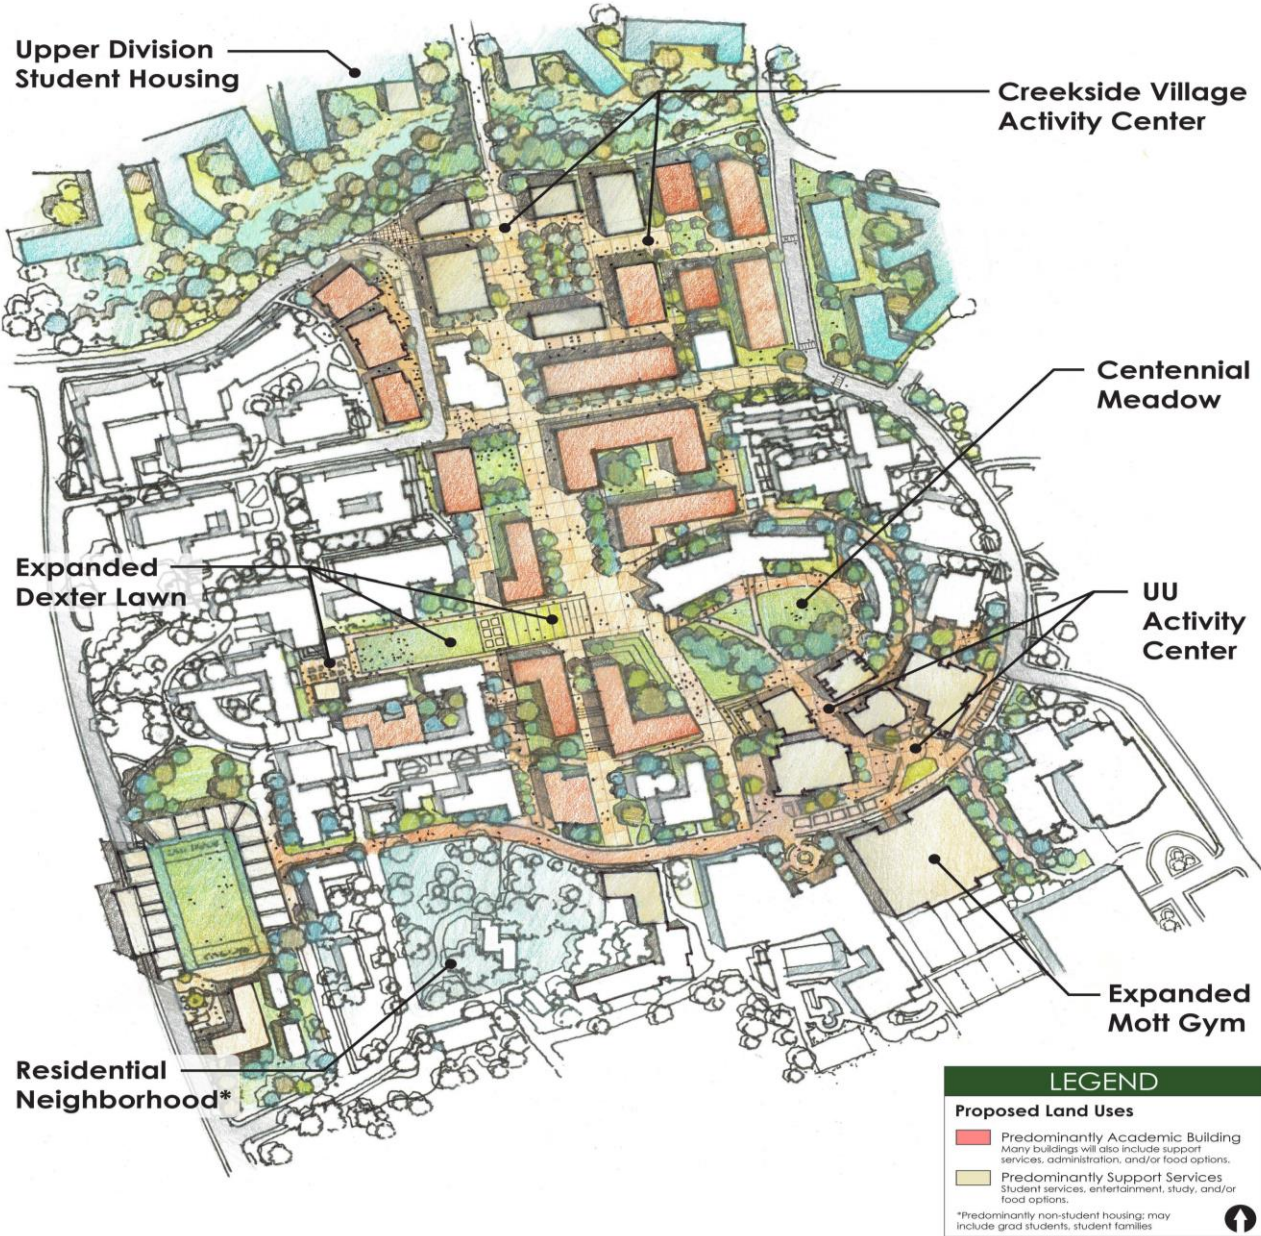 Upper Division
Student Housing
Creekside Village
Activity Center
Centennial
Meadow
Expanded
Dexter Lawn
UU
Activity
Center
Expanded
Mott Gym
Residential
Neighborhood*
LEGEND
Proposed Land Uses
Predominantly Academic Building
Many buildings will also include support
services, administration, and/or food options.
Predominantly Support Services
Student services, entertainment, study, and/or
food options.
*Predominantly non-student housing; may
include grad students, student families